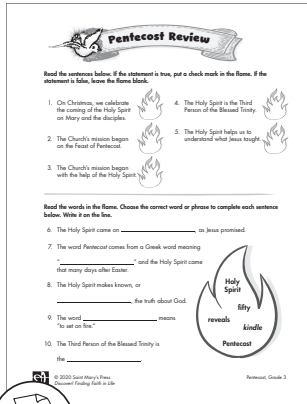 Pentecost Review
Read the sentences below. If the statement is true, put a check mark in the flame. If the
statement is false, leave the flame blank.
1. On Christmas, we celebrate
the coming of the Holy Spirit
on Mary and the disciples.
2. The Church's mission began
on the Feast of Pentecost.
3. The Church's mission began
with the help of the Holy Spirit.
4. The Holy Spirit is the Third
Person of the Blessed Trinity.
5. The Holy Spirit helps us to
understand what Jesus taught.
Read the words in the flame. Choose the correct word or phrase to complete each sentence
below. Write it on the line.
6. The Holy Spirit came on ____, as Jesus promised.
7. The word Pentecost comes from a Greek word meaning
"____" and the Holy Spirit came
that many days after Easter.
8. The Holy Spirit makes known, or
____, the truth about God.
9. The word ____ means
"to set on fire."
10. The Third Person of the Blessed Trinity is
the ____.
Holy
Spirit
fifty
reveals
kindle
Pentecost
© 2020 Saint Mary's Press
Discover! Finding Faith in Life
Pentecost, Grade 3